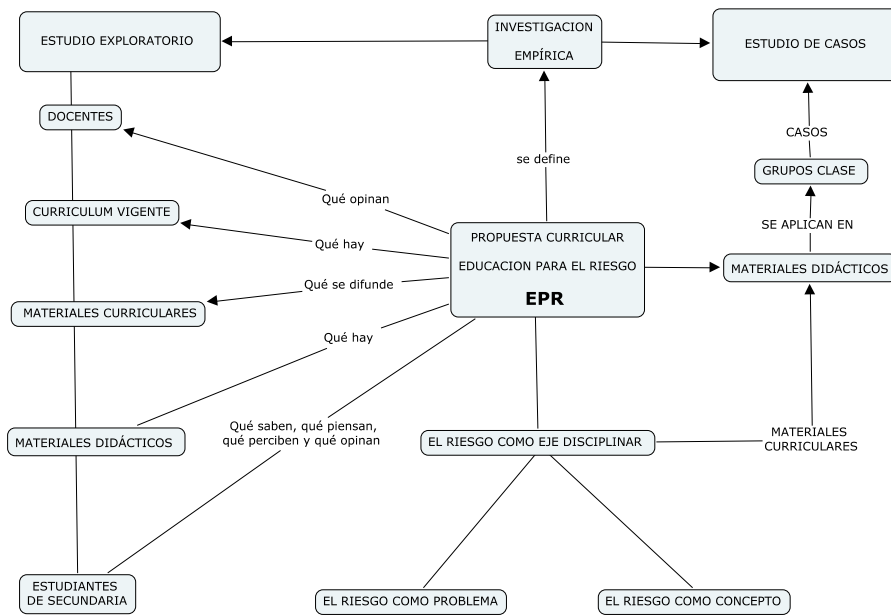 ESTUDIO EXPLORATORIO
INVESTIGACION
EMPÍRICA
ESTUDIO DE CASOS
DOCENTES
CASOS
se define
GRUPOS CLASE
Qué opinan
CURRICULUM VIGENTE
SE APLICAN EN
Qué hay
PROPUESTA CURRICULAR
EDUCACION PARA EL RIESGO
EPR
MATERIALES DIDÁCTICOS
Qué se difunde
MATERIALES CURRICULARES
Qué hay
Qué saben, qué piensan,
qué perciben y qué opinan
MATERIALES DIDÁCTICOS
EL RIESGO COMO EJE DISCIPLINAR
MATERIALES
CURRICULARES
ESTUDIANTES
DE SECUNDARIA
EL RIESGO COMO PROBLEMA
EL RIESGO COMO CONCEPTO